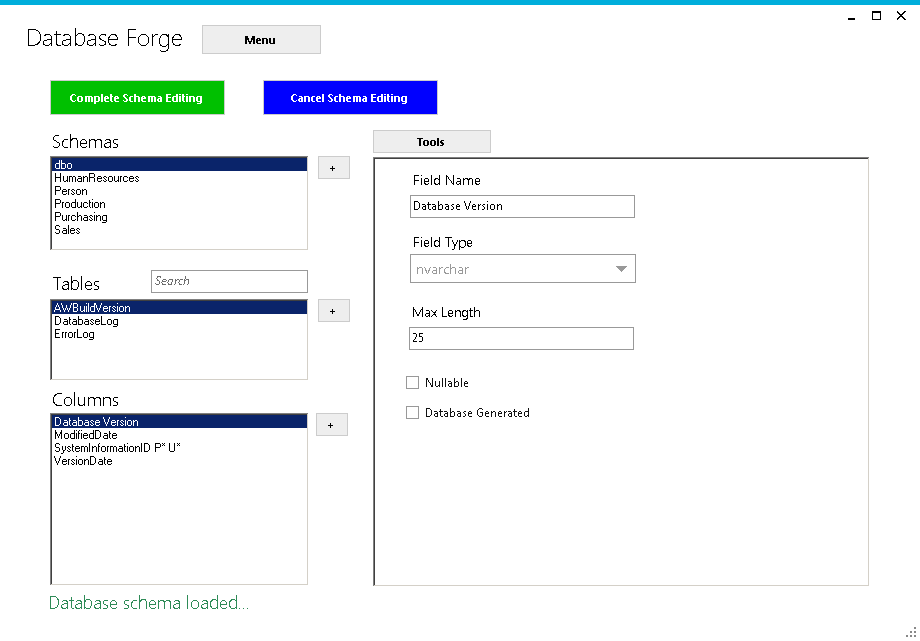 Database Forge
Menu
Complete Schema Editing
Cancel Schema Editing
Schemas
dbo
HumanResources
Person
Production
Purchasing
Sales
+
Tables
Search
AWBuildVersion
DatabaseLog
ErrorLog
+
Columns
Database Version
ModifiedDate
SystemInformationID P* U*
VersionDate
+
Database schema loaded...
Tools
Field Name
Database Version
Field Type
nvarchar
Max Length
25
Nullable
Database Generated